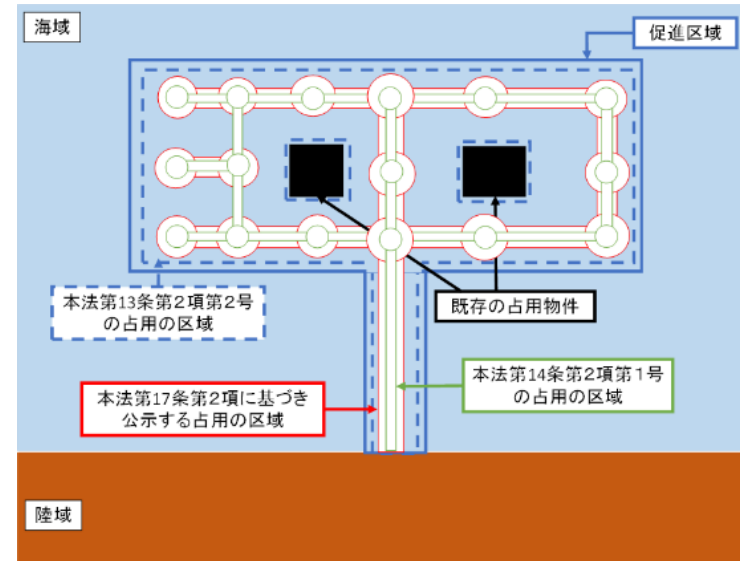 海域
促進区域
本法第13条第2項第2号
の占用の区域
既存の占用物件
本法第17条第2項に基づき
公示する占用の区域
本法第14条第2項第1号
の占用の区域
陸域